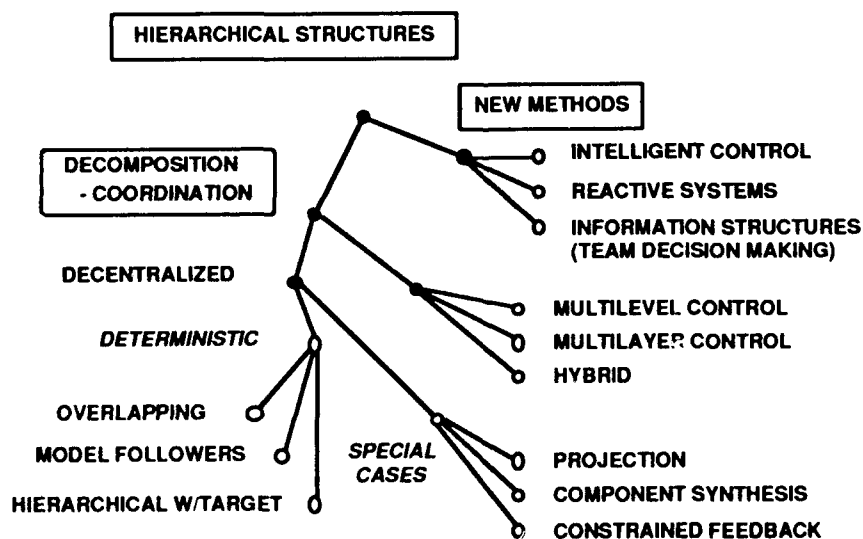 HIERARCHICAL STRUCTURES
NEW METHODS
DECOMPOSITION
- COORDINATION
INTELLIGENT CONTROL
REACTIVE SYSTEMS
INFORMATION STRUCTURES
(TEAM DECISION MAKING)
DECENTRALIZED
MULTILEVEL CONTROL
DETERMINISTIC
MULTILAYER CONTROL
HYBRID
OVERLAPPING
MODEL FOLLOWERS
SPECIAL
CASES
PROJECTION
HIERARCHICAL W/TARGET
COMPONENT SYNTHESIS
CONSTRAINED FEEDBACK